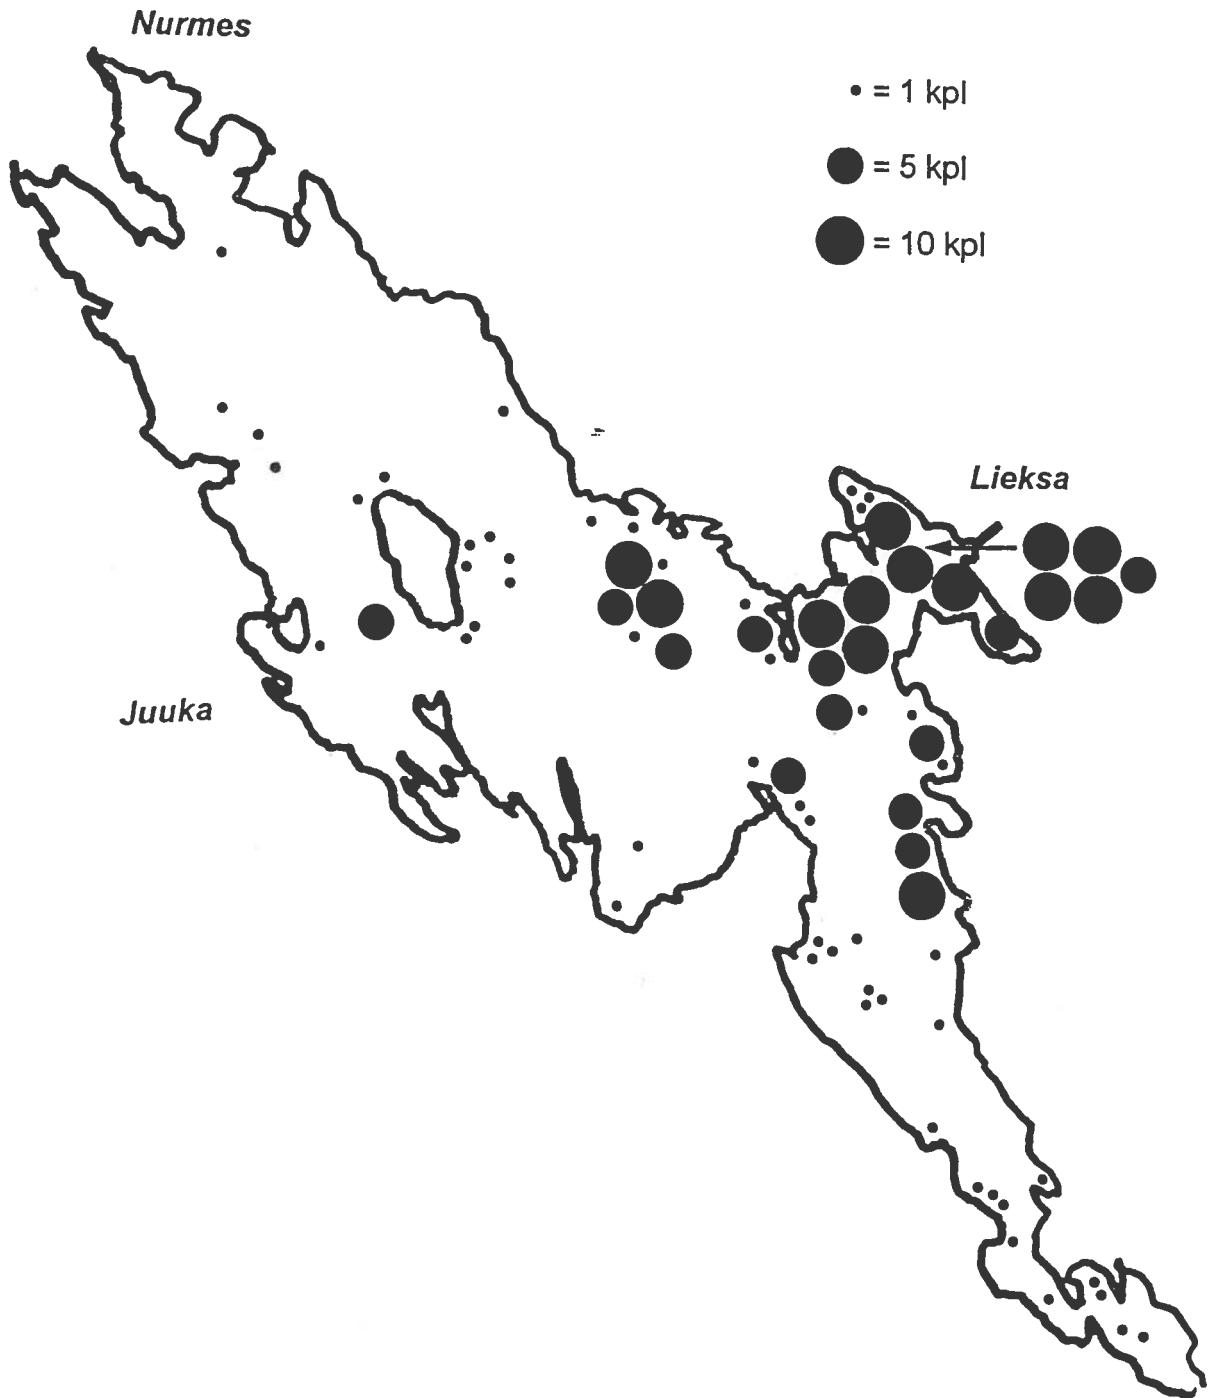 Nurmes
= 1 kpl
= 5 kpl
= 10 kpl
Lieksa
Juuka